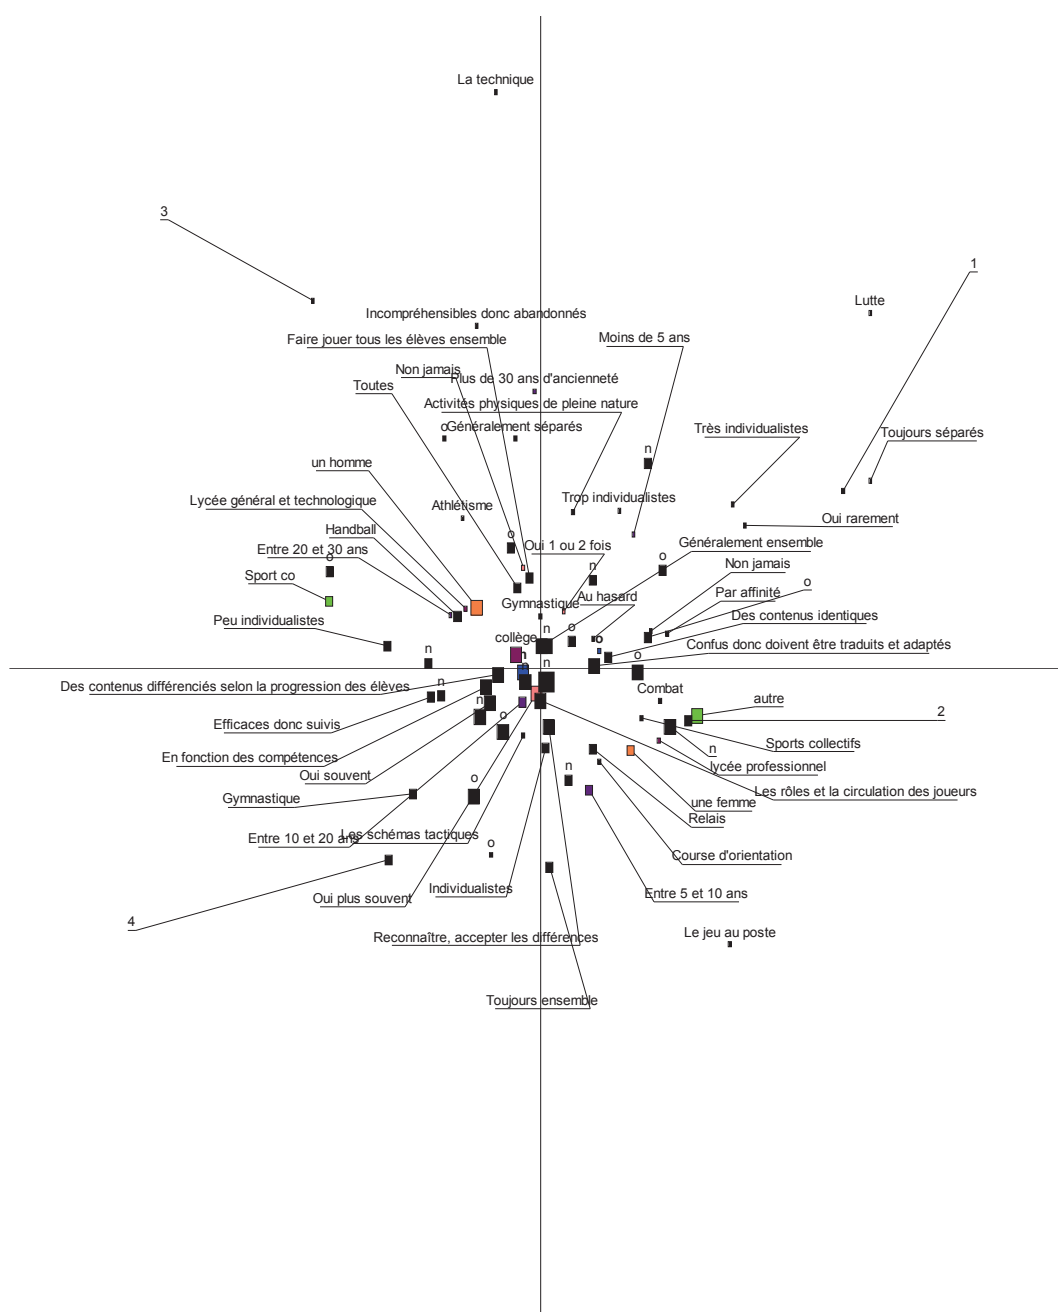 La technique
3
1
Lutte
Incompréhensibles donc abandonnés
Faire jouer tous les élèves ensemble
Moins de 5 ans
Non jamais
Plus de 30 ans d'ancienneté
Toutes
Activités physiques de pleine nature
o
Généralement séparés
Très individualistes
Toujours séparés
n
un homme
Lycée général et technologique
Athlétisme
Trop individualistes
Oui rarement
Handball
o
Oui 1 ou 2 fois
Généralement ensemble
Entre 20 et 30 ans
o
n
o
Non jamais
Sport co
Gymnastique
Au hasard
Par affinité
o
Peu individualistes
Des contenus identiques
collège
n
o
o
Confus donc doivent être traduits et adaptés
n
n
n
n
o
Des contenus différenciés selon la progression des élèves
n
Combat
autre
Efficaces donc suivis
n
2
o
Sports collectifs
En fonction des compétences
n
lycée professionnel
Oui souvent
o
n
Les rôles et la circulation des joueurs
Gymnastique
une femme
Relais
Entre 10 et 20 ans
Les schémas tactiques
o
Course d'orientation
Individualistes
Entre 5 et 10 ans
Oui plus souvent
4
Reconnaître, accepter les différences
Le jeu au poste
Toujours ensemble